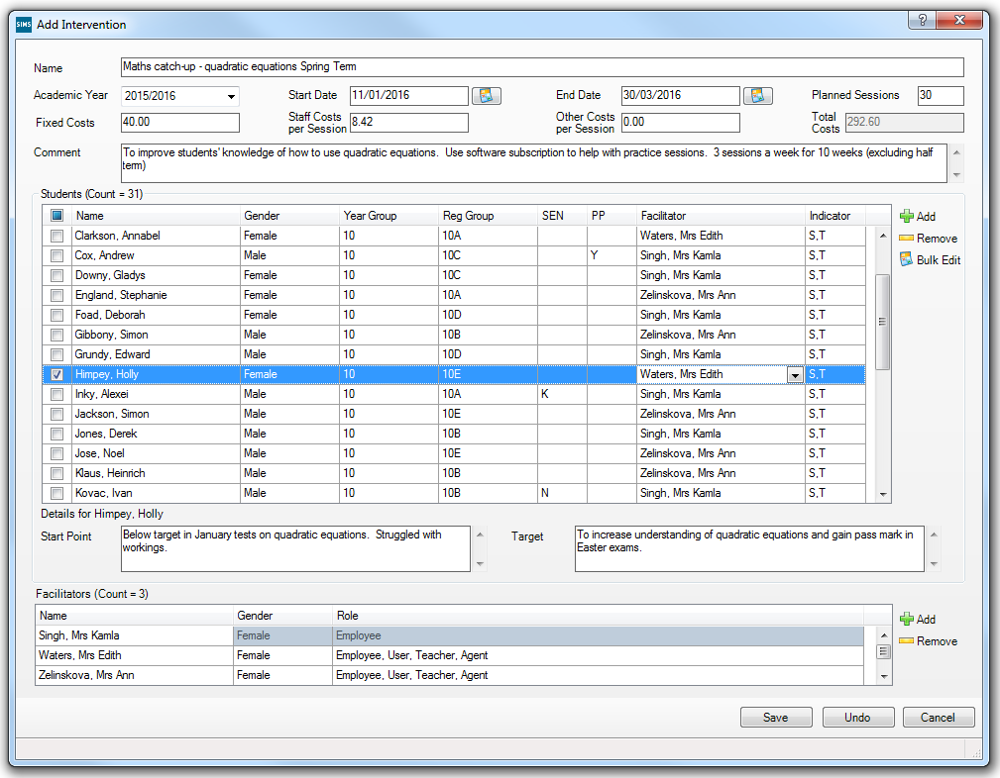 SIMS Add Intervention ? X
Name Maths catch-up - quadratic equations Spring Term
Academic Year 2015/2016 Start Date 11/01/2016 End Date 30/03/2016 Planned Sessions 30
Fixed Costs 40.00 Staff Costs per Session 8.42 Other Costs per Session 0.00 Total Costs 292.60
Comment To improve students' knowledge of how to use quadratic equations. Use software subscription to help with practice sessions. 3 sessions a week for 10 weeks (excluding half
term)
Students (Count = 31)
Name Gender Year Group Reg Group SEN PP Facilitator Indicator Add
Clarkson, Annabel Female 10 10A Waters, Mrs Edith S,T Remove
Cox, Andrew Male 10 10C Y Singh, Mrs Kamla S,T Bulk Edit
Downy, Gladys Female 10 10C Singh, Mrs Kamla S,T
England, Stephanie Female 10 10A Zelinskova, Mrs Ann S,T
Foad, Deborah Female 10 10D Singh, Mrs Kamla S,T
Gibbony, Simon Male 10 10B Zelinskova, Mrs Ann S,T
Grundy, Edward Male 10 10D Singh, Mrs Kamla S,T
Himpey, Holly Female 10 10E Waters, Mrs Edith S,T
Inky, Alexei Male 10 10A K Singh, Mrs Kamla S,T
Jackson, Simon Male 10 10E Zelinskova, Mrs Ann S,T
Jones, Derek Male 10 10B Singh, Mrs Kamla S,T
Jose, Noel Male 10 10E Zelinskova, Mrs Ann S,T
Klaus, Heinrich Male 10 10B Zelinskova, Mrs Ann S,T
Kovac, Ivan Male 10 10B N Singh, Mrs Kamla S,T
Details for Himpey, Holly
Start Point Below target in January tests on quadratic equations. Struggled with
workings.
Target To increase understanding of quadratic equations and gain pass mark in
Easter exams.
Facilitators (Count = 3)
Name Gender Role Add
Singh, Mrs Kamla Female Employee Remove
Waters, Mrs Edith Female Employee, User, Teacher, Agent
Zelinskova, Mrs Ann Female Employee, User, Teacher, Agent
Save Undo Cancel